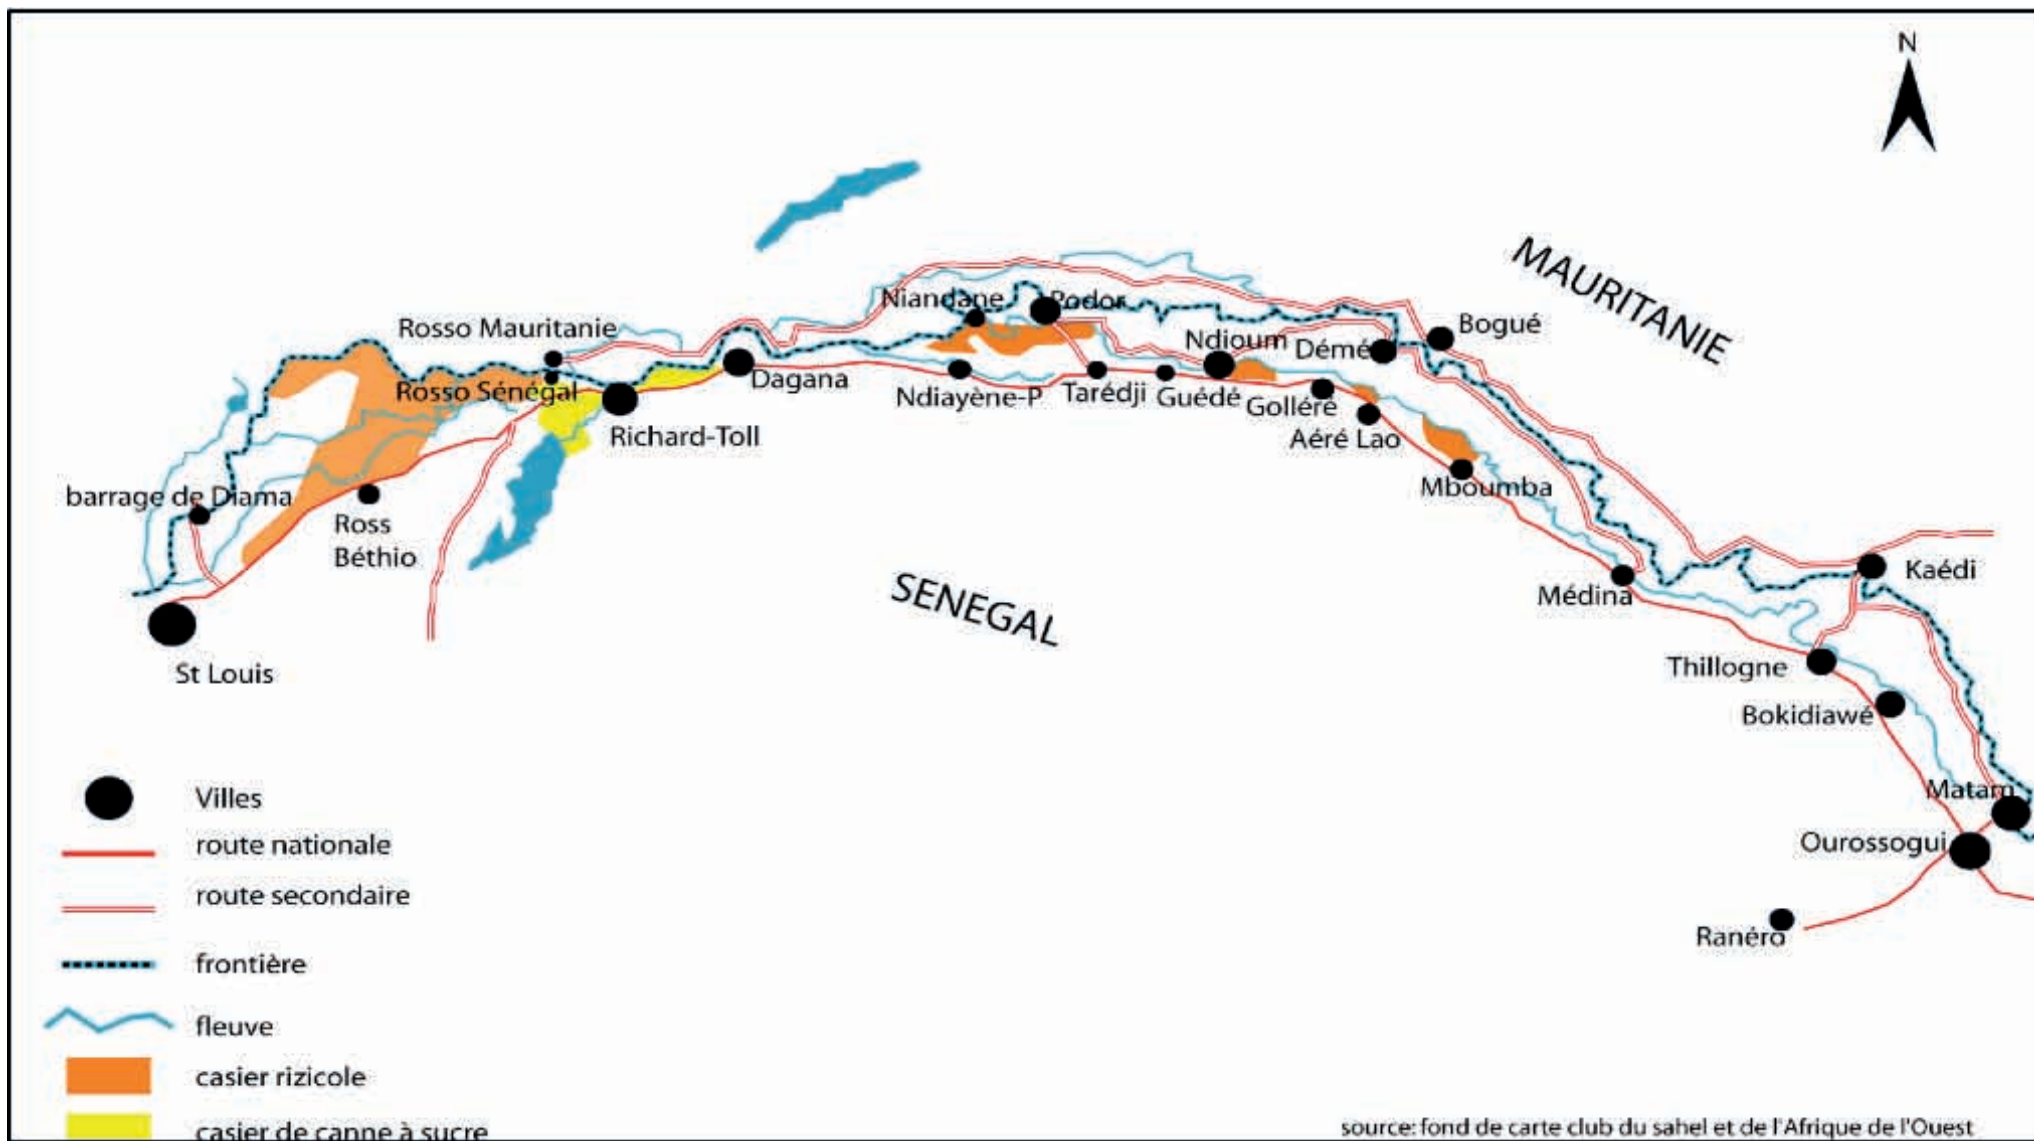 N
MAURITANIE
Niandane
Podor
Rosso Mauritanie
Bogué
Ndioum
Démé
Rosso Sénégal
Dagana
Ndiayène-P
Tarédji
Guédé
Golléré
Richard-Toll
Aéré Lao
barrage de Diama
Mboumba
Ross
Béthio
SENEGAL
Kaédi
Médina
St Louis
Thillogne
Bokidiawé
Matam
Ourossogui
Ranéro
Villes
route nationale
route secondaire
frontière
fleuve
casier rizicole
casier de canne à sucre
source: fond de carte club du sahel et de l'Afrique de l'Ouest